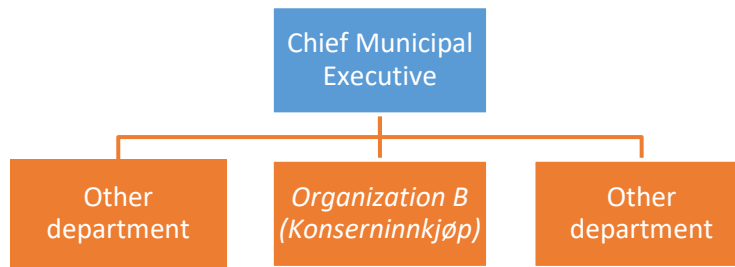 Chief Municipal
Executive
Other
department
Organization B
(Konserninnkjøp)
Other
department